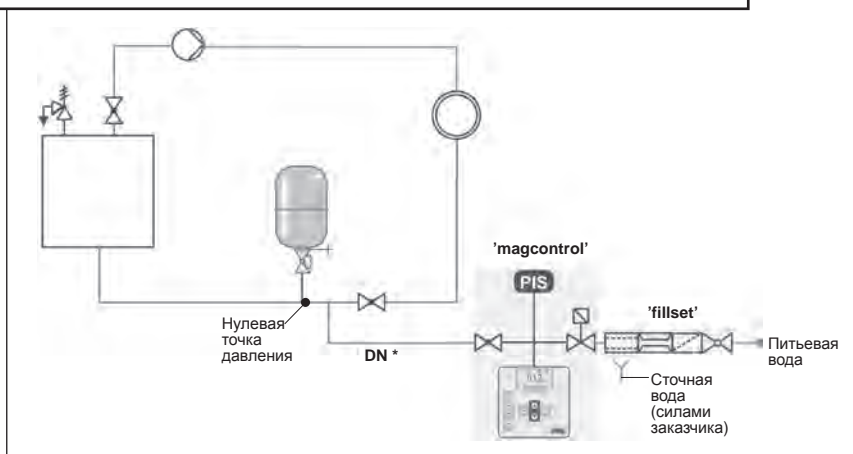 'magcontrol'
PIS
'fillset'
Нулевая
точка
давления
DN *
Питьевая
вода
Сточная
вода
(силами
заказчика)